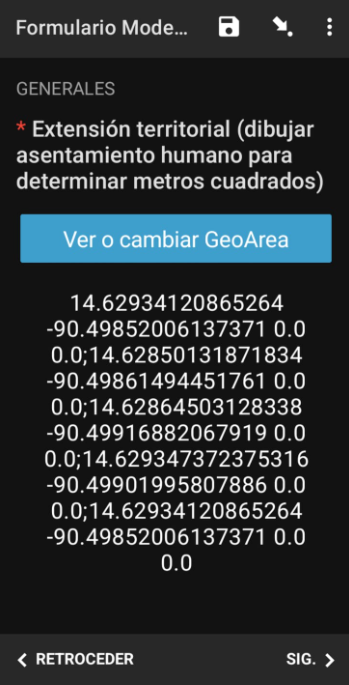 Formulario Mode...
GENERALES
* Extensión territorial (dibujar
asentamiento humano para
determinar metros cuadrados)
Ver o cambiar GeoArea
14.62934120865264
-90.49852006137371 0.0
0.0;14.62850131871834
-90.49861494451761 0.0
0.0;14.62864503128338
-90.49916882067919 0.0
0.0;14.629347372375316
-90.49901995807886 0.0
0.0;14.62934120865264
-90.49852006137371 0.0
0.0
RETROCEDER
SIG.